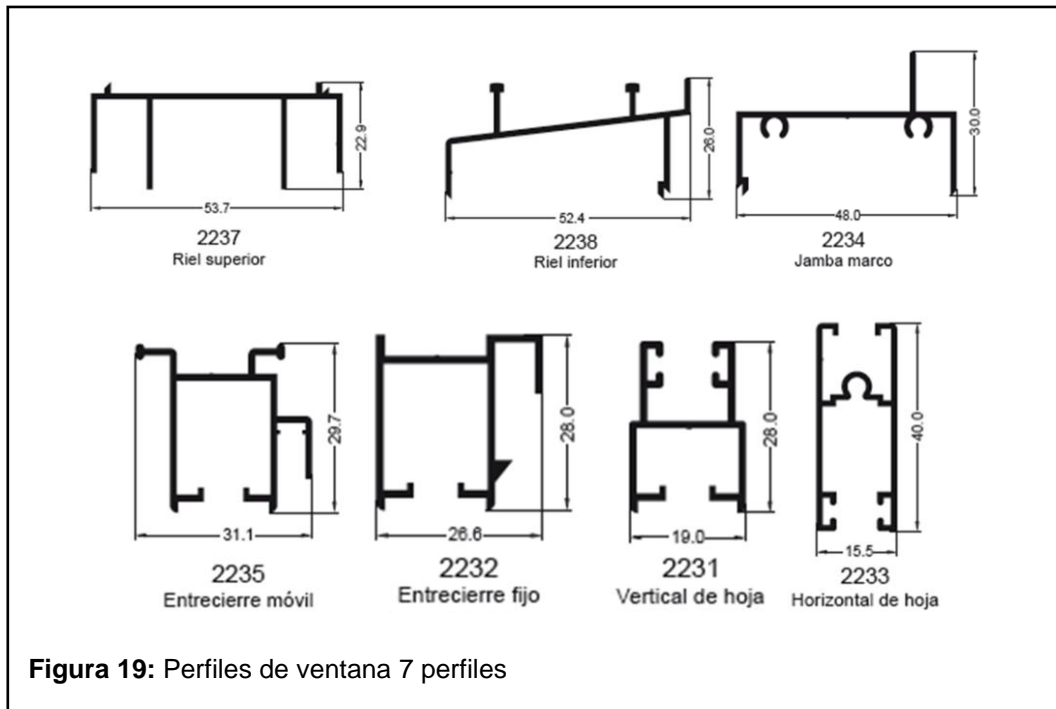 22.9
53.7
2237
Riel superior
26.0
52.4
2238
Riel inferior
30.0
48.0
2234
Jamba marco
29.7
31.1
2235
Entrecierre móvil
28.0
26.6
2232
Entrecierre fijo
28.0
19.0
2231
Vertical de hoja
40.0
15.5
2233
Horizontal de hoja
Figura 19: Perfiles de ventana 7 perfiles